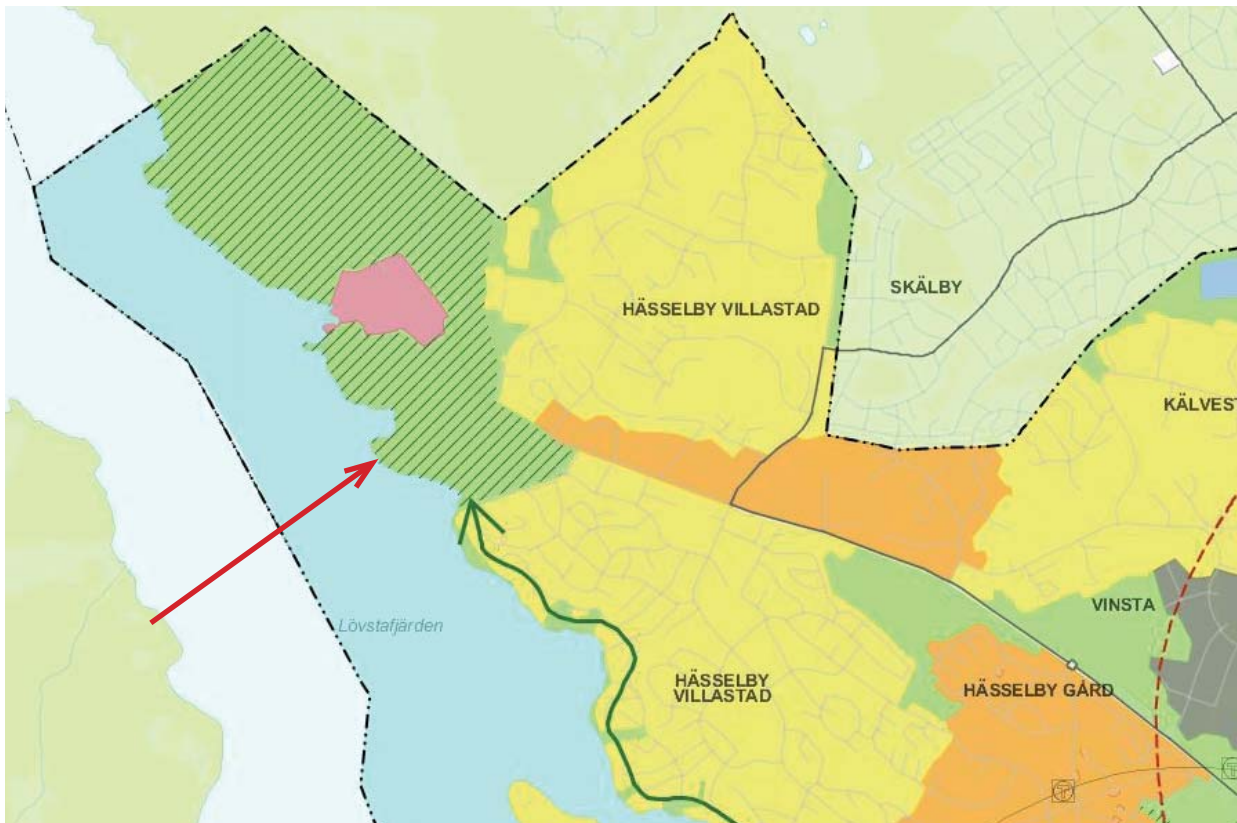 SKÄLBY
HÄSSELBY VILLASTAD
KÄLVEST
VINSTA
Lövstafjärden
HÄSSELBY
VILLASTAD
HÄSSELBY GÅRD
T
T